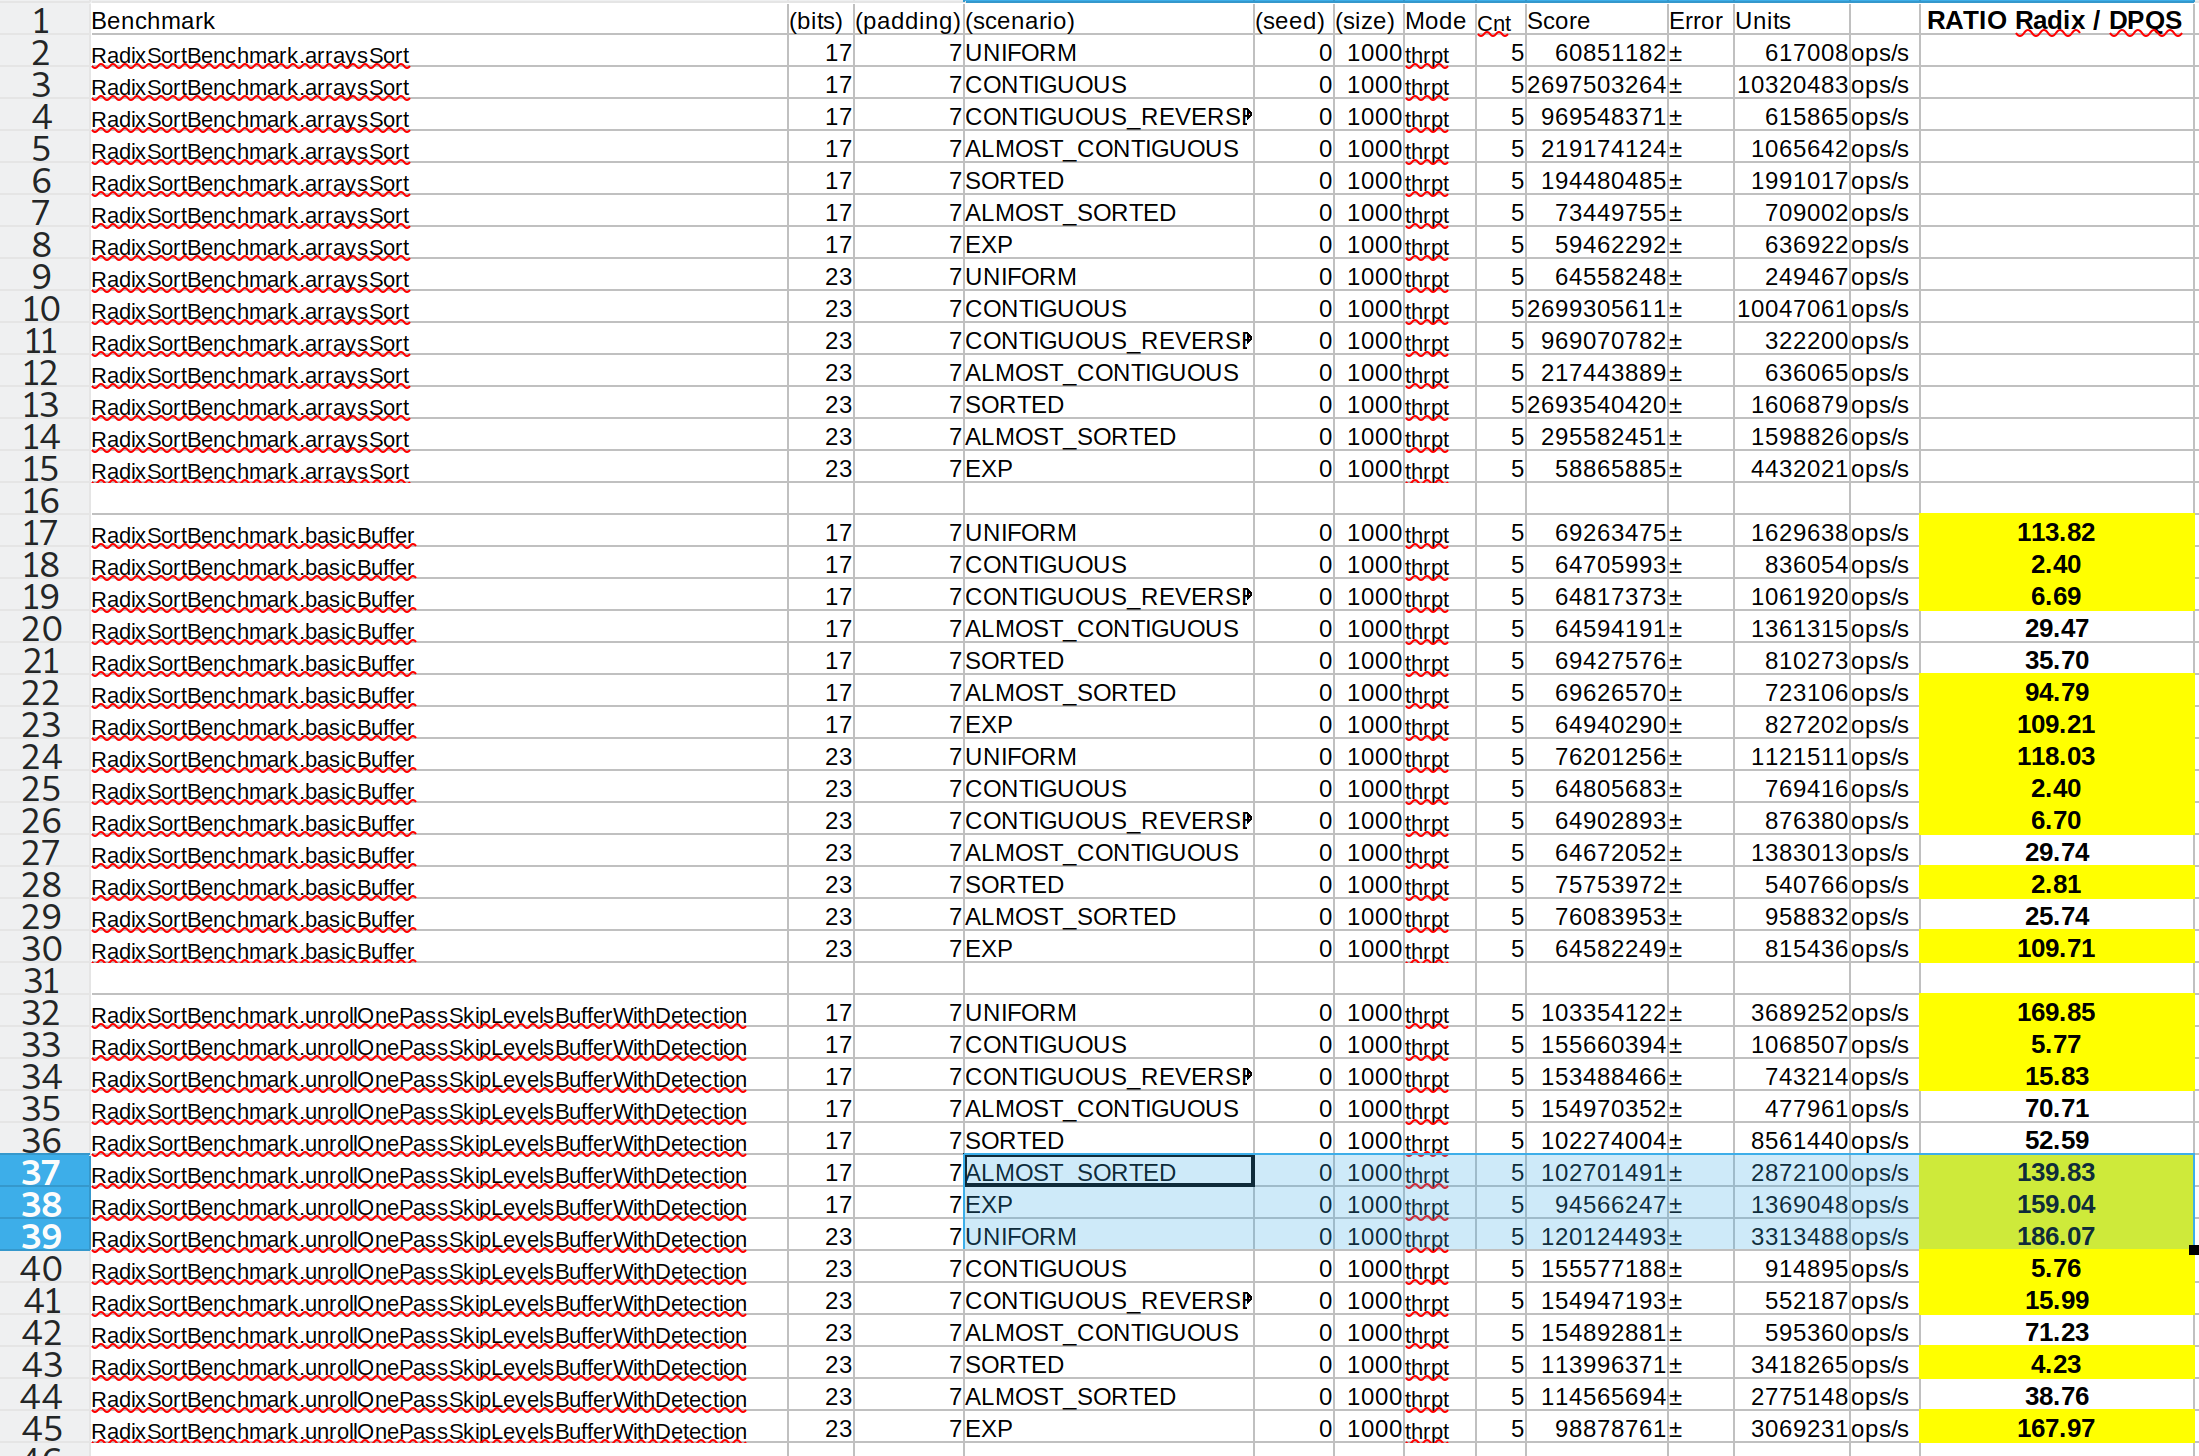 1 Benchmark (bits) (padding) (scenario) (seed) (size) Mode Cnt Score Error Units RATIO Radix / DPQS
2 RadixSortBenchmark.arraysSort 17 7 UNIFORM 0 1000 thrpt 5 60851182 ± 617008 ops/s
3 RadixSortBenchmark.arraysSort 17 7 CONTIGUOUS 0 1000 thrpt 5 2697503264 ± 10320483 ops/s
4 RadixSortBenchmark.arraysSort 17 7 CONTIGUOUS_REVERSE 0 1000 thrpt 5 969548371 ± 615865 ops/s
5 RadixSortBenchmark.arraysSort 17 7 ALMOST_CONTIGUOUS 0 1000 thrpt 5 219174124 ± 1065642 ops/s
6 RadixSortBenchmark.arraysSort 17 7 SORTED 0 1000 thrpt 5 194480485 ± 1991017 ops/s
7 RadixSortBenchmark.arraysSort 17 7 ALMOST_SORTED 0 1000 thrpt 5 73449755 ± 709002 ops/s
8 RadixSortBenchmark.arraysSort 17 7 EXP 0 1000 thrpt 5 59462292 ± 636922 ops/s
9 RadixSortBenchmark.arraysSort 23 7 UNIFORM 0 1000 thrpt 5 64558248 ± 249467 ops/s
10 RadixSortBenchmark.arraysSort 23 7 CONTIGUOUS 0 1000 thrpt 5 2699305611 ± 10047061 ops/s
11 RadixSortBenchmark.arraysSort 23 7 CONTIGUOUS_REVERSE 0 1000 thrpt 5 969070782 ± 322200 ops/s
12 RadixSortBenchmark.arraysSort 23 7 ALMOST_CONTIGUOUS 0 1000 thrpt 5 217443889 ± 636065 ops/s
13 RadixSortBenchmark.arraysSort 23 7 SORTED 0 1000 thrpt 5 2693540420 ± 1606879 ops/s
14 RadixSortBenchmark.arraysSort 23 7 ALMOST_SORTED 0 1000 thrpt 5 295582451 ± 1598826 ops/s
15 RadixSortBenchmark.arraysSort 23 7 EXP 0 1000 thrpt 5 58865885 ± 4432021 ops/s
16
17 RadixSortBenchmark.basicBuffer 17 7 UNIFORM 0 1000 thrpt 5 69263475 ± 1629638 ops/s 113.82
18 RadixSortBenchmark.basicBuffer 17 7 CONTIGUOUS 0 1000 thrpt 5 64705993 ± 836054 ops/s 2.40
19 RadixSortBenchmark.basicBuffer 17 7 CONTIGUOUS_REVERSE 0 1000 thrpt 5 64817373 ± 1061920 ops/s 6.69
20 RadixSortBenchmark.basicBuffer 17 7 ALMOST_CONTIGUOUS 0 1000 thrpt 5 64594191 ± 1361315 ops/s 29.47
21 RadixSortBenchmark.basicBuffer 17 7 SORTED 0 1000 thrpt 5 69427576 ± 810273 ops/s 35.70
22 RadixSortBenchmark.basicBuffer 17 7 ALMOST_SORTED 0 1000 thrpt 5 69626570 ± 723106 ops/s 94.79
23 RadixSortBenchmark.basicBuffer 17 7 EXP 0 1000 thrpt 5 64940290 ± 827202 ops/s 109.21
24 RadixSortBenchmark.basicBuffer 23 7 UNIFORM 0 1000 thrpt 5 76201256 ± 1121511 ops/s 118.03
25 RadixSortBenchmark.basicBuffer 23 7 CONTIGUOUS 0 1000 thrpt 5 64805683 ± 769416 ops/s 2.40
26 RadixSortBenchmark.basicBuffer 23 7 CONTIGUOUS_REVERSE 0 1000 thrpt 5 64902893 ± 876380 ops/s 6.70
27 RadixSortBenchmark.basicBuffer 23 7 ALMOST_CONTIGUOUS 0 1000 thrpt 5 64672052 ± 1383013 ops/s 29.74
28 RadixSortBenchmark.basicBuffer 23 7 SORTED 0 1000 thrpt 5 75753972 ± 540766 ops/s 2.81
29 RadixSortBenchmark.basicBuffer 23 7 ALMOST_SORTED 0 1000 thrpt 5 76083953 ± 958832 ops/s 25.74
30 RadixSortBenchmark.basicBuffer 23 7 EXP 0 1000 thrpt 5 64582249 ± 815436 ops/s 109.71
31
32 RadixSortBenchmark.unrollOnePassSkipLevelsBufferWithDetection 17 7 UNIFORM 0 1000 thrpt 5 103354122 ± 3689252 ops/s 169.85
33 RadixSortBenchmark.unrollOnePassSkipLevelsBufferWithDetection 17 7 CONTIGUOUS 0 1000 thrpt 5 155660394 ± 1068507 ops/s 5.77
34 RadixSortBenchmark.unrollOnePassSkipLevelsBufferWithDetection 17 7 CONTIGUOUS_REVERSE 0 1000 thrpt 5 153488466 ± 743214 ops/s 15.83
35 RadixSortBenchmark.unrollOnePassSkipLevelsBufferWithDetection 17 7 ALMOST_CONTIGUOUS 0 1000 thrpt 5 154970352 ± 477961 ops/s 70.71
36 RadixSortBenchmark.unrollOnePassSkipLevelsBufferWithDetection 17 7 SORTED 0 1000 thrpt 5 102274004 ± 8561440 ops/s 52.59
37 RadixSortBenchmark.unrollOnePassSkipLevelsBufferWithDetection 17 7 ALMOST_SORTED 0 1000 thrpt 5 102701491 ± 2872100 ops/s 139.83
38 RadixSortBenchmark.unrollOnePassSkipLevelsBufferWithDetection 17 7 EXP 0 1000 thrpt 5 94566247 ± 1369048 ops/s 159.04
39 RadixSortBenchmark.unrollOnePassSkipLevelsBufferWithDetection 23 7 UNIFORM 0 1000 thrpt 5 120124493 ± 3313488 ops/s 186.07
40 RadixSortBenchmark.unrollOnePassSkipLevelsBufferWithDetection 23 7 CONTIGUOUS 0 1000 thrpt 5 155577188 ± 914895 ops/s 5.76
41 RadixSortBenchmark.unrollOnePassSkipLevelsBufferWithDetection 23 7 CONTIGUOUS_REVERSE 0 1000 thrpt 5 154947193 ± 552187 ops/s 15.99
42 RadixSortBenchmark.unrollOnePassSkipLevelsBufferWithDetection 23 7 ALMOST_CONTIGUOUS 0 1000 thrpt 5 154892881 ± 595360 ops/s 71.23
43 RadixSortBenchmark.unrollOnePassSkipLevelsBufferWithDetection 23 7 SORTED 0 1000 thrpt 5 113996371 ± 3418265 ops/s 4.23
44 RadixSortBenchmark.unrollOnePassSkipLevelsBufferWithDetection 23 7 ALMOST_SORTED 0 1000 thrpt 5 114565694 ± 2775148 ops/s 38.76
45 RadixSortBenchmark.unrollOnePassSkipLevelsBufferWithDetection 23 7 EXP 0 1000 thrpt 5 98878761 ± 3069231 ops/s 167.97